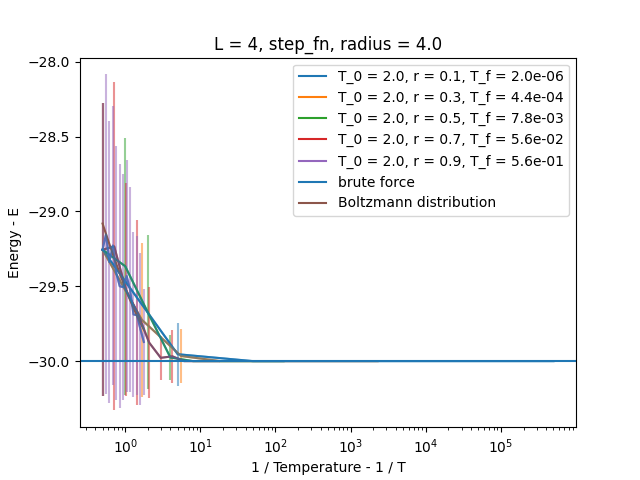 L = 4, step_fn, radius = 4.0
T_0 = 2.0, r = 0.1, T_f = 2.0e-06
T_0 = 2.0, r = 0.3, T_f = 4.4e-04
T_0 = 2.0, r = 0.5, T_f = 7.8e-03
T_0 = 2.0, r = 0.7, T_f = 5.6e-02
T_0 = 2.0, r = 0.9, T_f = 5.6e-01
brute force
Boltzmann distribution
Energy - E
−28.0
−28.5
−29.0
−29.5
−30.0
10⁰ 10¹ 10² 10³ 10⁴ 10⁵
1 / Temperature - 1 / T